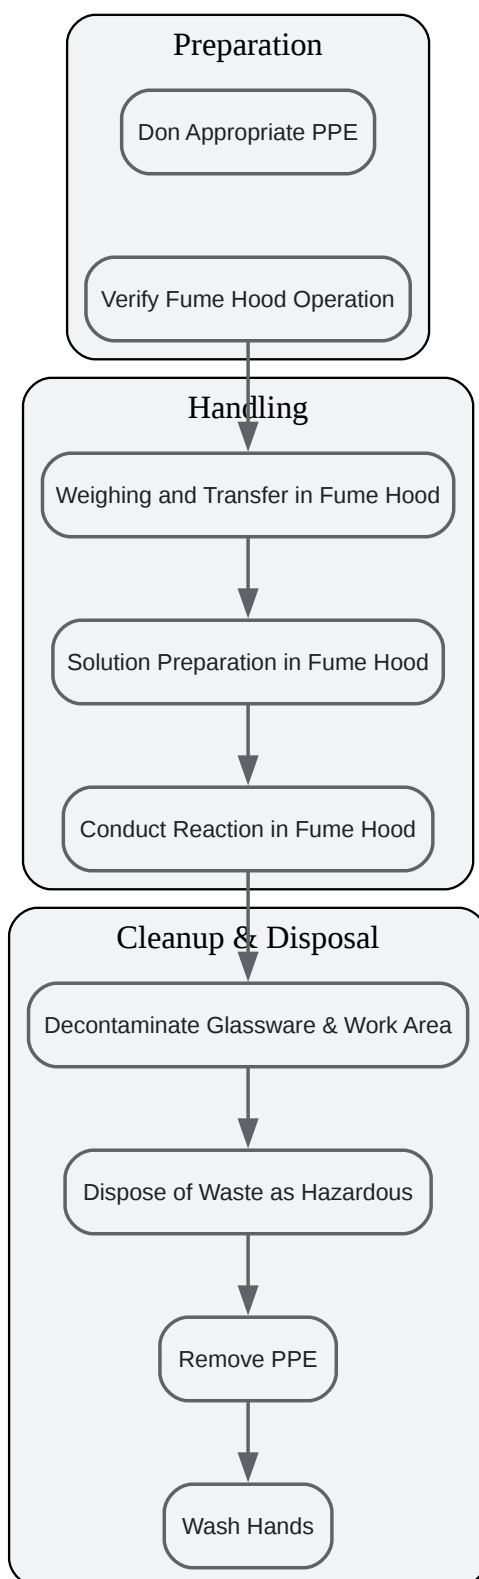 Preparation
Don Appropriate PPE
Verify Fume Hood Operation
Handling
Weighing and Transfer in Fume Hood
Solution Preparation in Fume Hood
Conduct Reaction in Fume Hood
Cleanup & Disposal
Decontaminate Glassware & Work Area
Dispose of Waste as Hazardous
Remove PPE
Wash Hands